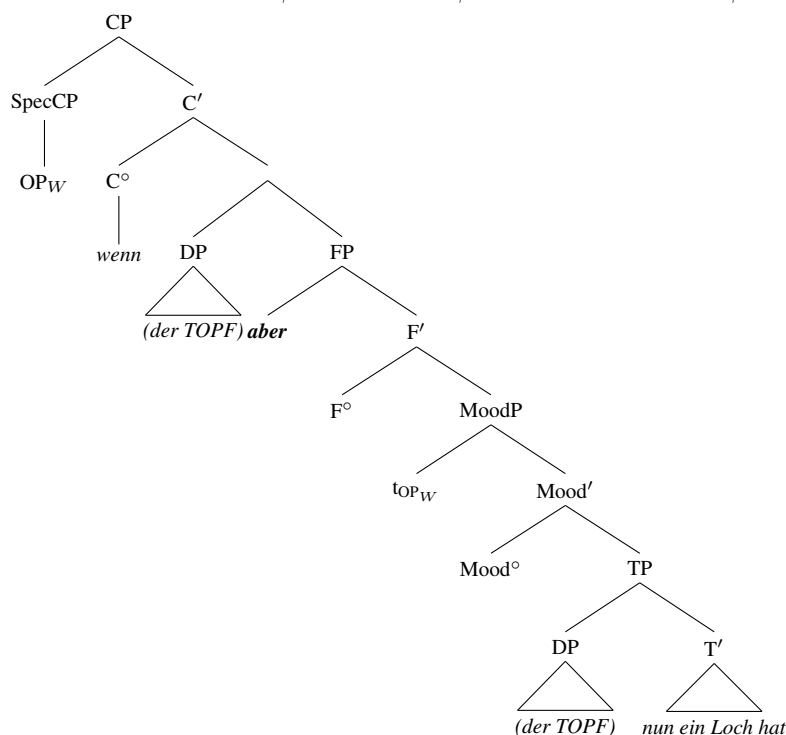 CP
SpecCP C′
OP_W C°
wenn DP FP
(der TOPF) aber F′
F° MoodP
t_OP_W Mood′
Mood° TP
DP T′
(der TOPF) nun ein Loch hat